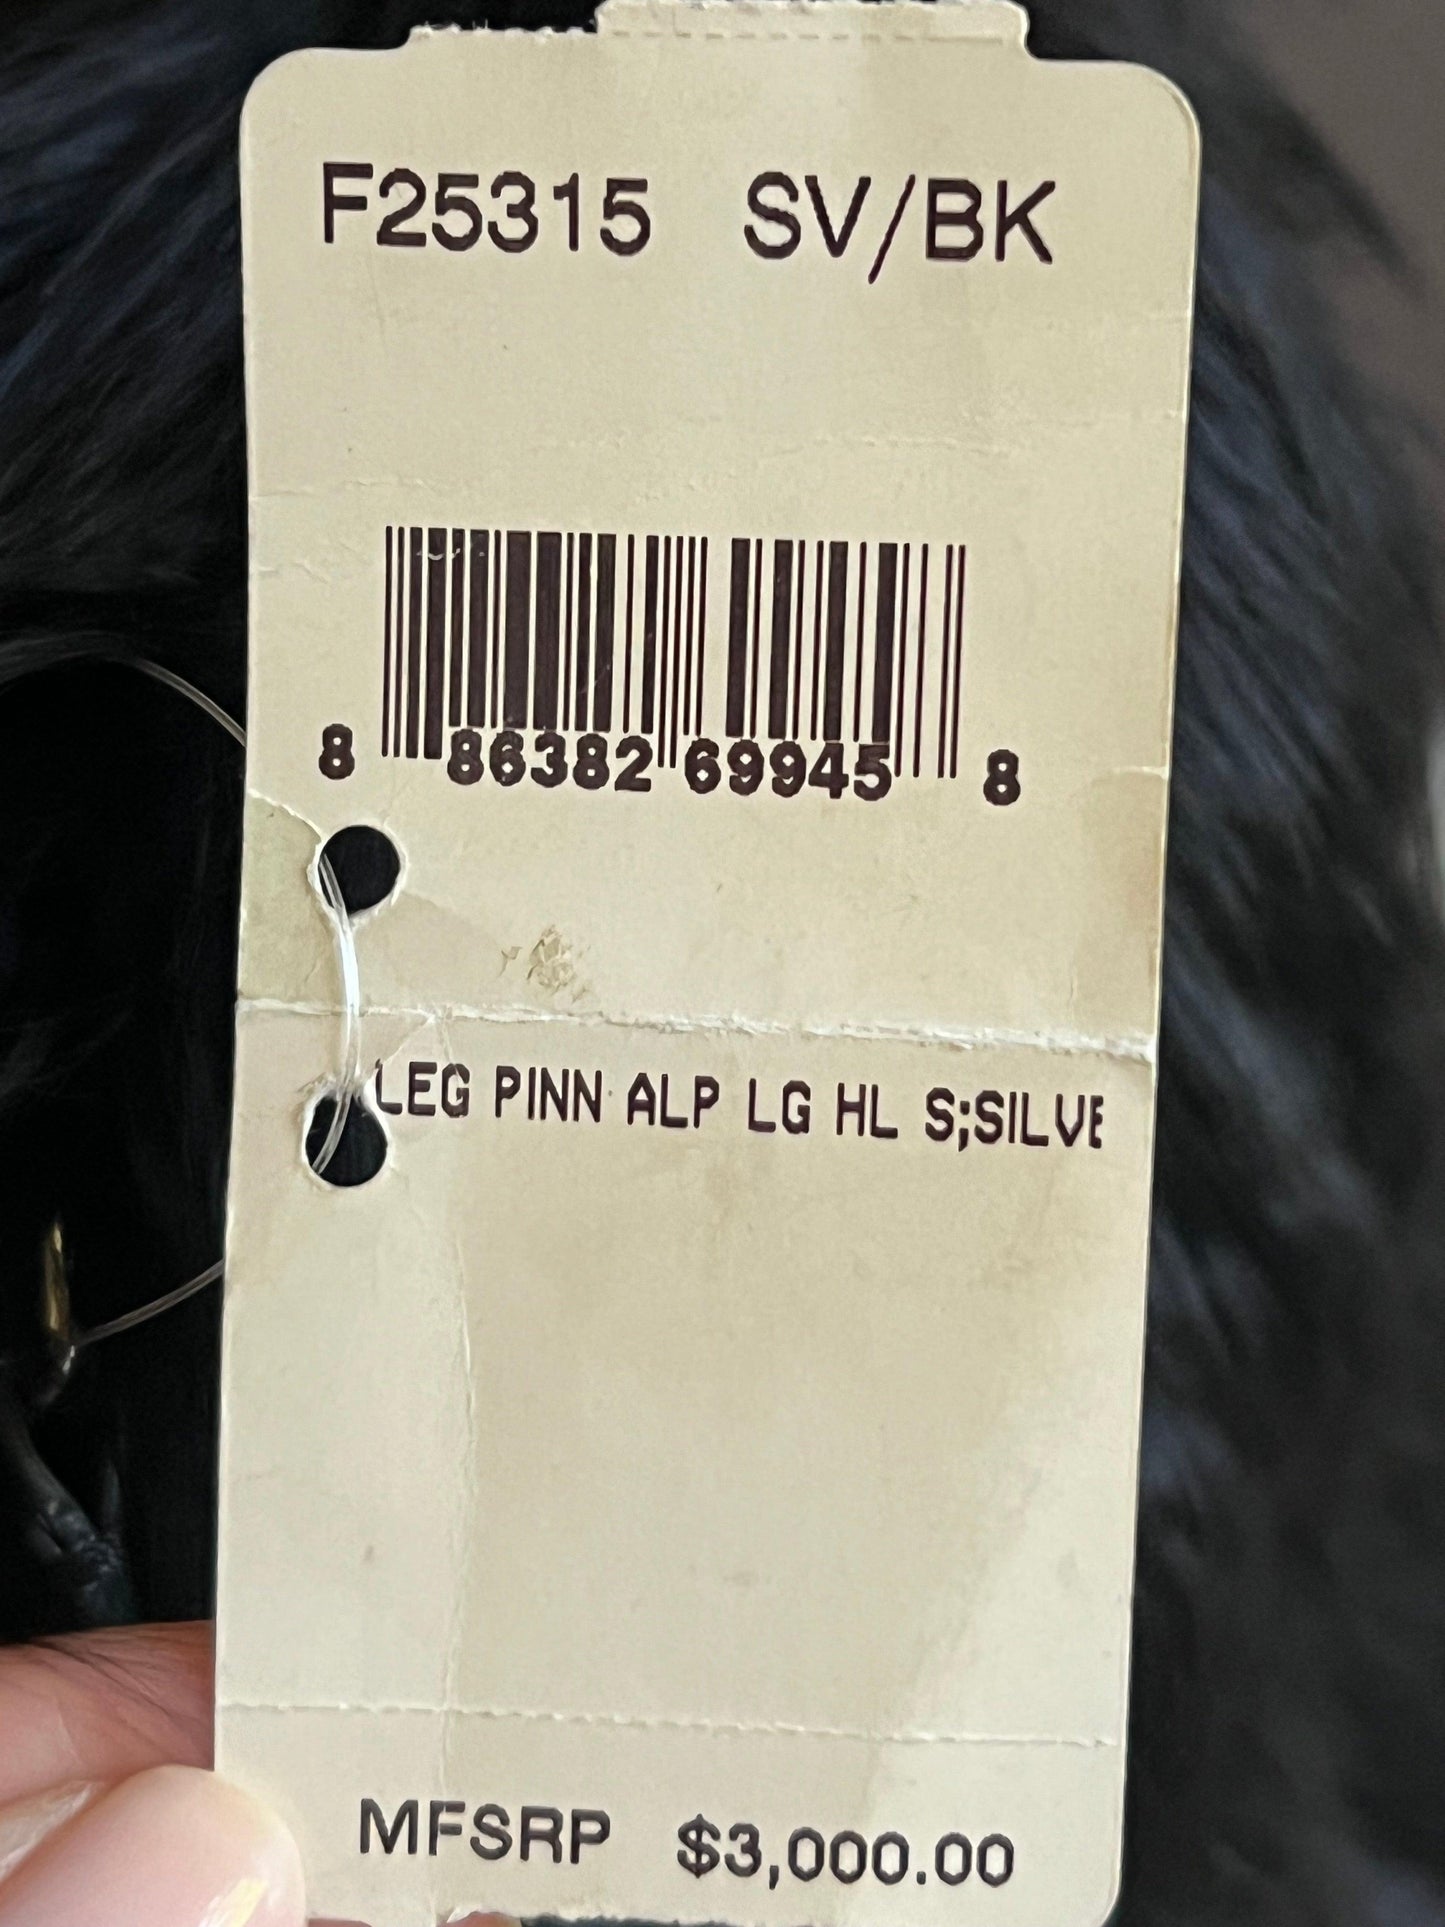 F25315 SV/BK
8 86382 69945 8
LEG PINN ALP LG HL S;SILVE
MFSRP $3,000.00